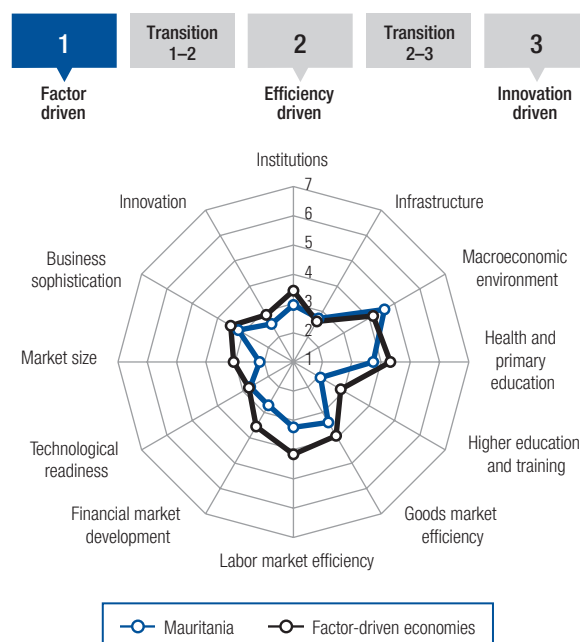 1
Transition
1–2
2
Transition
2–3
3
Factor
driven
Efficiency
driven
Innovation
driven
Institutions
Infrastructure
Macroeconomic
environment
Health and
primary
education
Higher education
and training
Goods market
efficiency
Labor market efficiency
Financial market
development
Technological
readiness
Market size
Business
sophistication
Innovation
7
6
5
4
3
2
1
Mauritania
Factor-driven economies